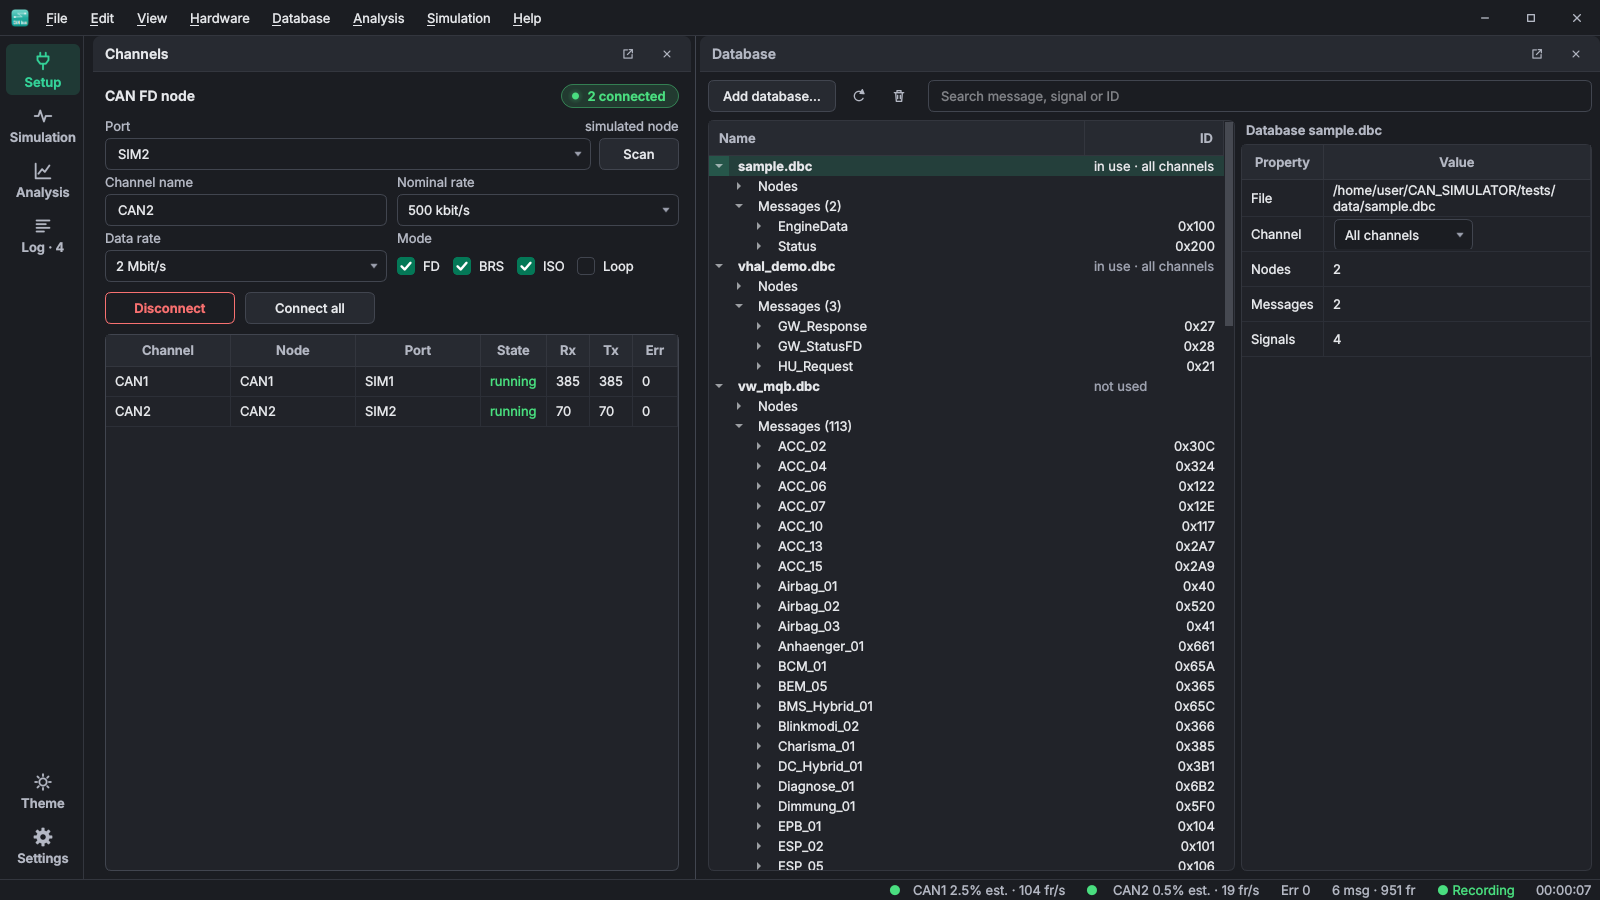 File Edit View Hardware Database Analysis Simulation Help
Setup
Simulation
Analysis
Log · 4
Theme
Settings
Channels
CAN FD node
2 connected
Port
simulated node
SIM2
Scan
Channel name
Nominal rate
CAN2
500 kbit/s
Data rate
Mode
2 Mbit/s
FD BRS ISO Loop
Disconnect
Connect all
Channel Node Port State Rx Tx Err
CAN1 CAN1 SIM1 running 385 385 0
CAN2 CAN2 SIM2 running 70 70 0
Database
Add database...
Search message, signal or ID
Name ID
sample.dbc in use · all channels
Nodes
Messages (2)
EngineData 0x100
Status 0x200
vhal_demo.dbc in use · all channels
Nodes
Messages (3)
GW_Response 0x27
GW_StatusFD 0x28
HU_Request 0x21
vw_mqb.dbc not used
Nodes
Messages (113)
ACC_02 0x30C
ACC_04 0x324
ACC_06 0x122
ACC_07 0x12E
ACC_10 0x117
ACC_13 0x2A7
ACC_15 0x2A9
Airbag_01 0x40
Airbag_02 0x520
Airbag_03 0x41
Anhaenger_01 0x661
BCM_01 0x65A
BEM_05 0x365
BMS_Hybrid_01 0x65C
Blinkmodi_02 0x366
Charisma_01 0x385
DC_Hybrid_01 0x3B1
Diagnose_01 0x6B2
Dimmung_01 0x5F0
EPB_01 0x104
ESP_02 0x101
ESP_05 0x106
Database sample.dbc
Property Value
File /home/user/CAN_SIMULATOR/tests/
data/sample.dbc
Channel All channels
Nodes 2
Messages 2
Signals 4
CAN1 2.5% est. · 104 fr/s CAN2 0.5% est. · 19 fr/s Err 0 6 msg · 951 fr Recording 00:00:07